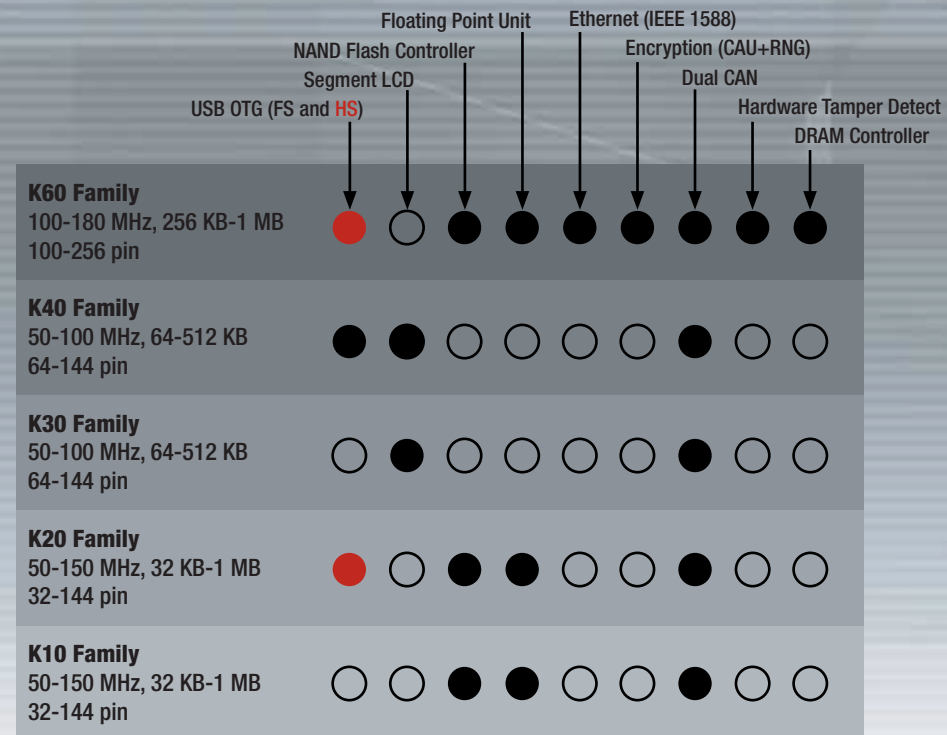 Floating Point Unit
Ethernet (IEEE 1588)
NAND Flash Controller
Encryption (CAU+RNG)
Segment LCD
Dual CAN
USB OTG (FS and HS)
Hardware Tamper Detect
DRAM Controller
K60 Family
100-180 MHz, 256 KB-1 MB
100-256 pin
K40 Family
50-100 MHz, 64-512 KB
64-144 pin
K30 Family
50-100 MHz, 64-512 KB
64-144 pin
K20 Family
50-150 MHz, 32 KB-1 MB
32-144 pin
K10 Family
50-150 MHz, 32 KB-1 MB
32-144 pin